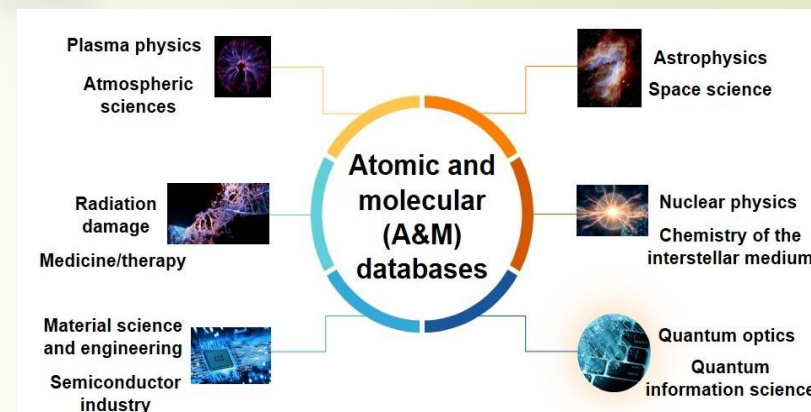 Plasma physics
Atmospheric
sciences
Radiation
damage
Medicine/therapy
Material science
and engineering
Semiconductor
industry
Atomic and
molecular
(A&M)
databases
Astrophysics
Space science
Nuclear physics
Chemistry of the
interstellar medium
Quantum optics
Quantum
information science